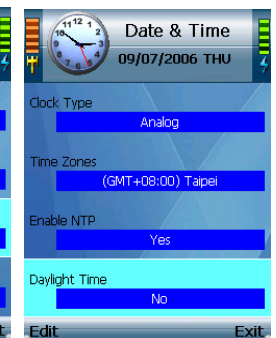 Date & Time
09/07/2006 THU
Clock Type
Analog
Time Zones
(GMT+08:00) Taipei
Enable NTP
Yes
Daylight Time
No
Edit
Exit